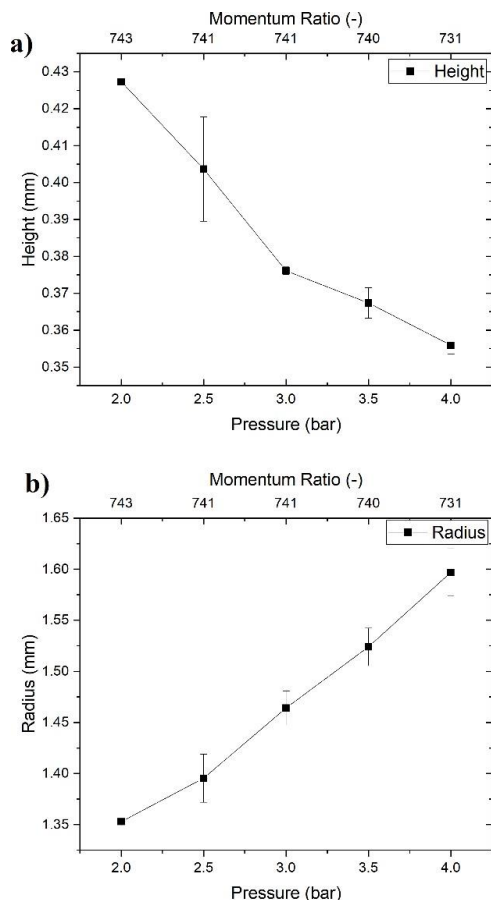 Momentum Ratio (-)
a)
743 741 741 740 731
Height
0.43
0.42
0.41
0.40
0.39
0.38
0.37
0.36
0.35
Height (mm)
2.0 2.5 3.0 3.5 4.0
Pressure (bar)
b)
Momentum Ratio (-)
743 741 741 740 731
Radius
1.65
1.60
1.55
1.50
1.45
1.40
1.35
Radius (mm)
2.0 2.5 3.0 3.5 4.0
Pressure (bar)